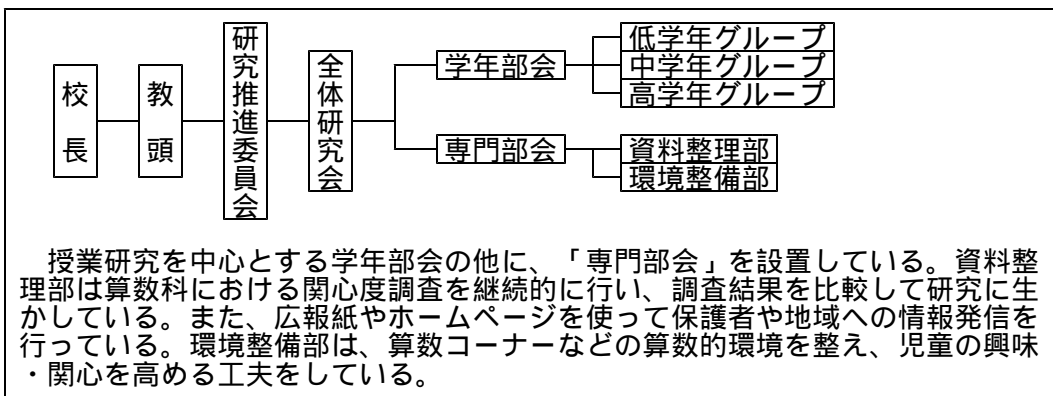 校長
教頭
研究推進委員会
全体研究会
学年部会
低学年グループ
中学年グループ
高学年グループ
専門部会
資料整理部
環境整備部
授業研究を中心とする学年部会の他に、「専門部会」を設置している。資料整
理部は算数科における関心度調査を継続的に行い、調査結果を比較して研究に生
かしている。また、広報紙やホームページを使って保護者や地域への情報発信を
行っている。環境整備部は、算数コーナーなどの算数的環境を整え、児童の興味
・関心を高める工夫をしている。